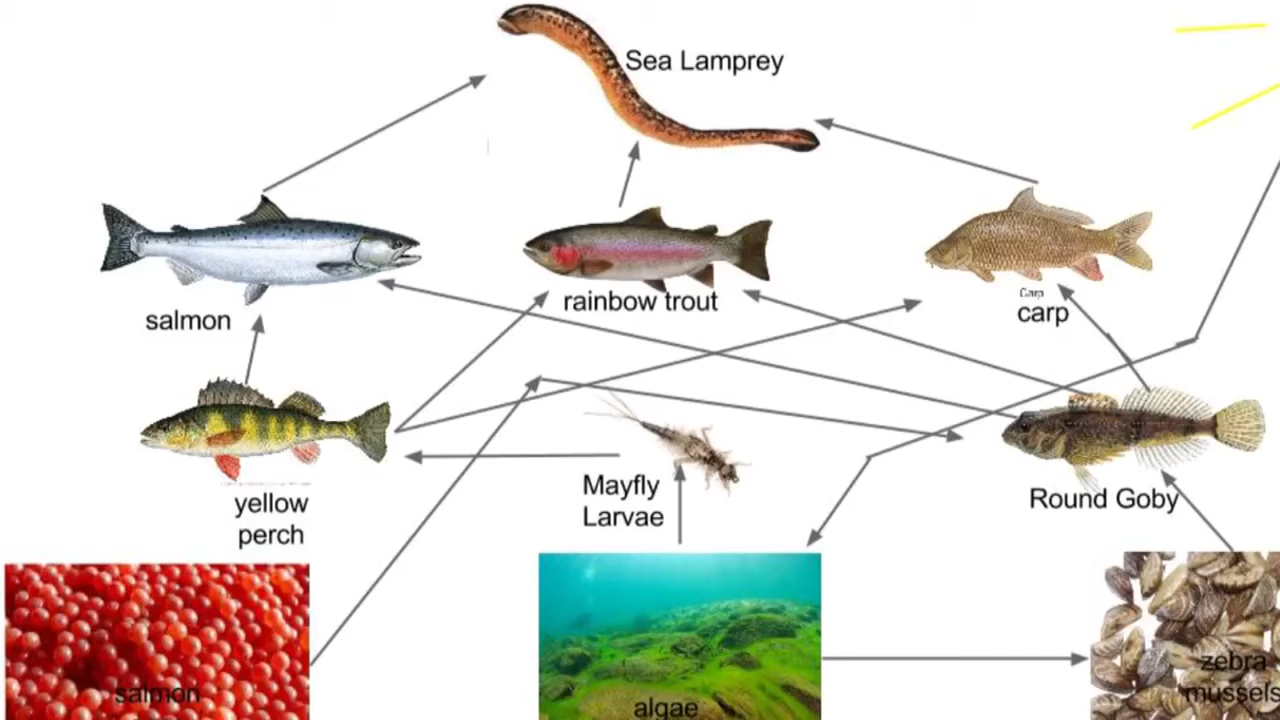 Sea Lamprey
salmon
rainbow trout
Carp
carp
yellow
perch
Mayfly
Larvae
Round Goby
salmon
algae
zebra
mussels